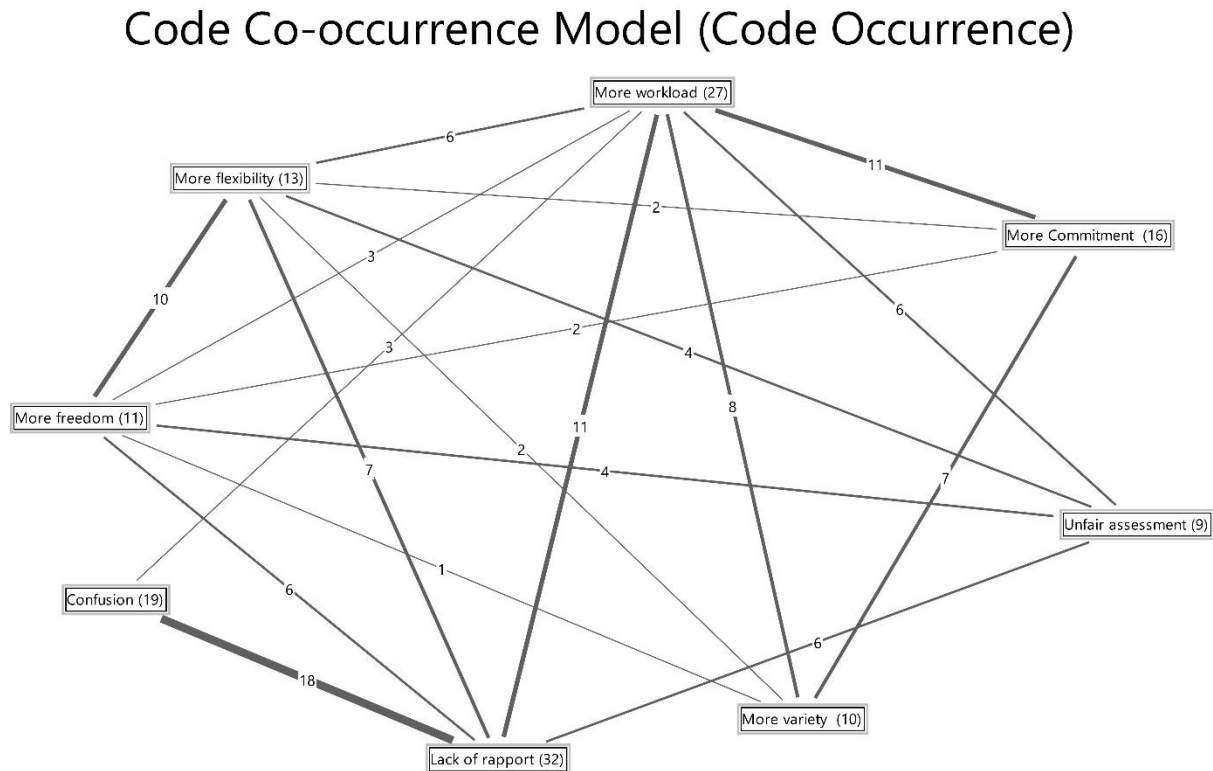 Code Co-occurrence Model (Code Occurrence)
More workload (27)
6
11
More flexibility (13)
2
More Commitment  (16)
3
10
6
2
3
4
More freedom (11)
8
11
2
7
4
7
Unfair assessment (9)
1
6
Confusion (19)
6
18
More variety  (10)
Lack of rapport (32)